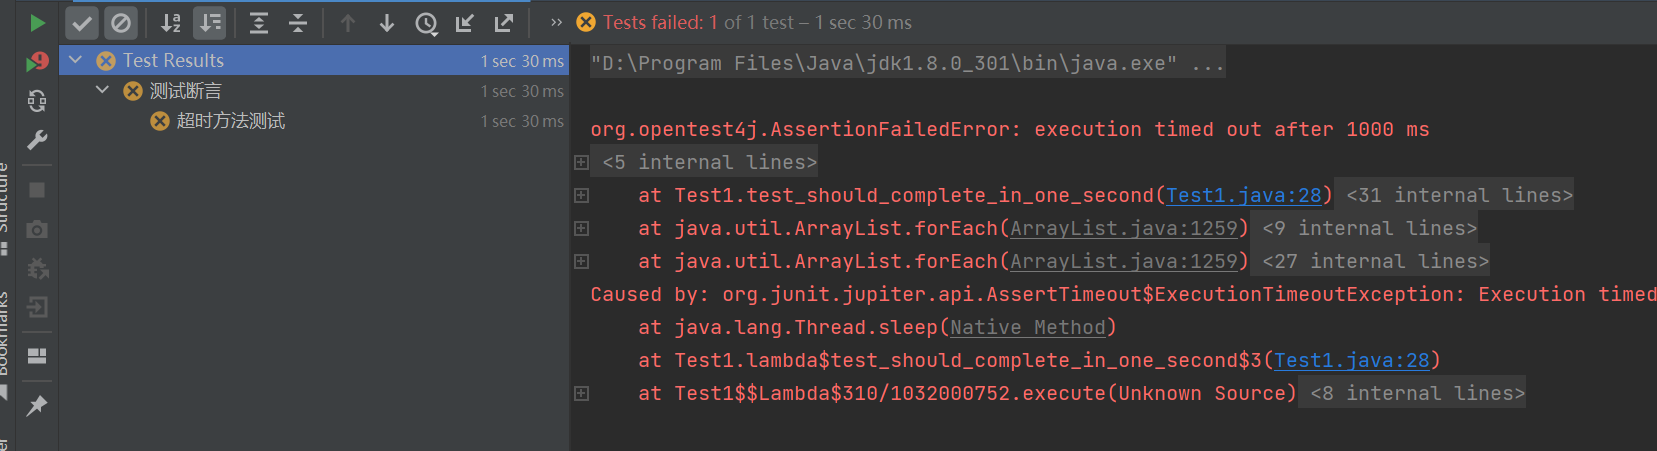 Tests failed: 1 of 1 test – 1 sec 30 ms
Test Results 1 sec 30 ms
测试断言 1 sec 30 ms
超时方法测试 1 sec 30 ms
Structure
Bookmarks
"D:\Program Files\Java\jdk1.8.0_301\bin\java.exe" ...
org.opentest4j.AssertionFailedError: execution timed out after 1000 ms
<5 internal lines>
at Test1.test_should_complete_in_one_second(Test1.java:28) <31 internal lines>
at java.util.ArrayList.forEach(ArrayList.java:1259) <9 internal lines>
at java.util.ArrayList.forEach(ArrayList.java:1259) <27 internal lines>
Caused by: org.junit.jupiter.api.AssertTimeout$ExecutionTimeoutException: Execution timed
at java.lang.Thread.sleep(Native Method)
at Test1.lambda$test_should_complete_in_one_second$3(Test1.java:28)
at Test1$$Lambda$310/1032000752.execute(Unknown Source) <8 internal lines>